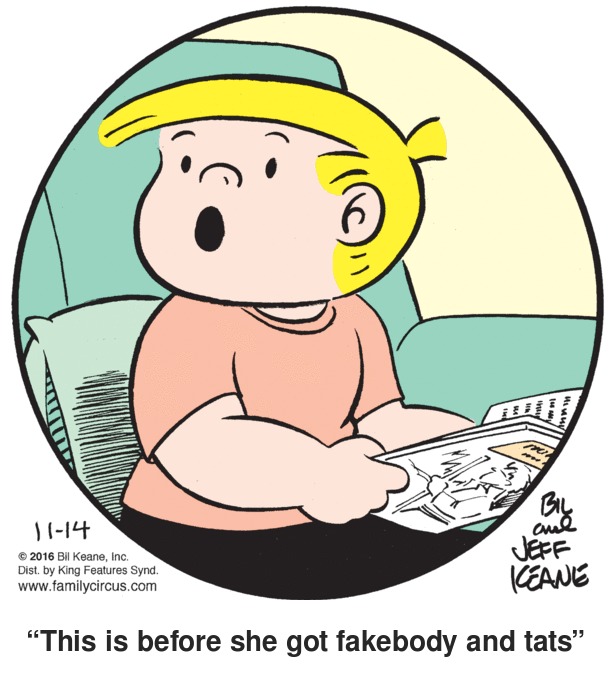 11-14
© 2016 Bil Keane, Inc.
Dist. by King Features Synd.
www.familycircus.com
BIL
and
JEFF
KEANE
“This is before she got fakebody and tats”